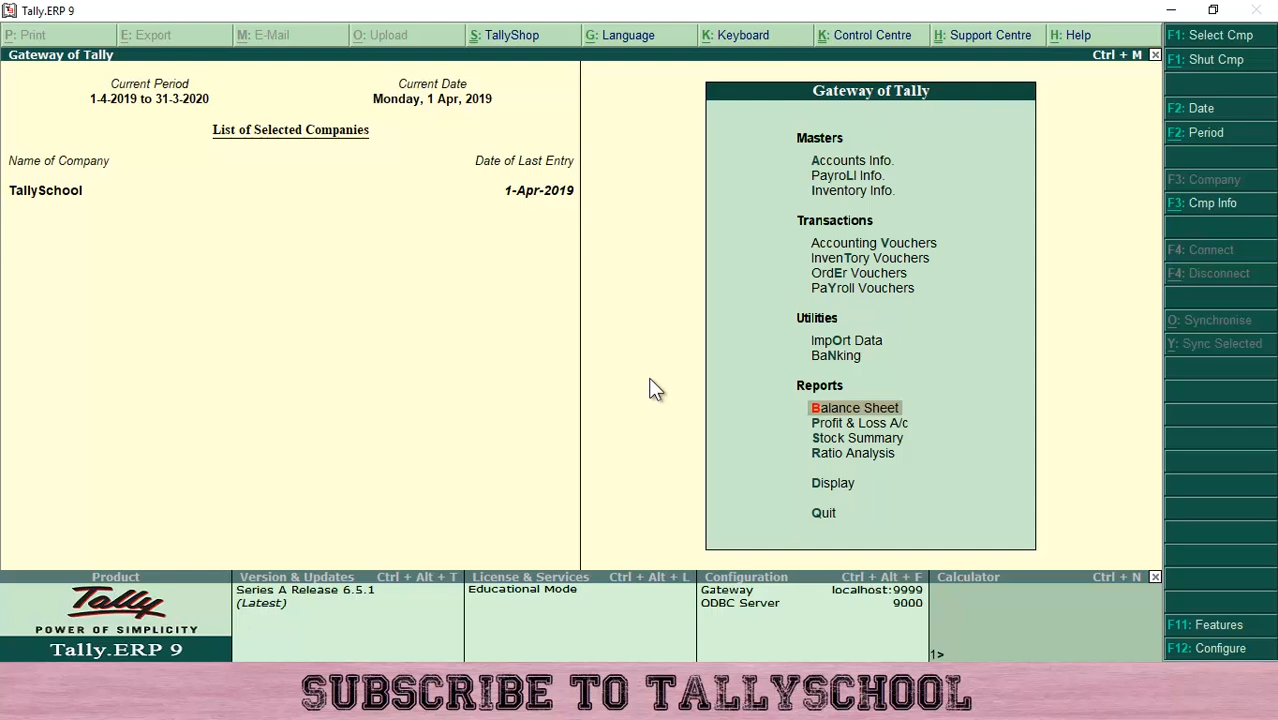 Tally.ERP 9
P: Print
E: Export
M: E-Mail
O: Upload
S: TallyShop
G: Language
K: Keyboard
K: Control Centre
H: Support Centre
H: Help
Gateway of Tally
Ctrl + M
Current Period
1-4-2019 to 31-3-2020
Current Date
Monday, 1 Apr, 2019
List of Selected Companies
Name of Company
Date of Last Entry
TallySchool
1-Apr-2019
Gateway of Tally
Masters
Accounts Info.
PayroLl Info.
Inventory Info.
Transactions
Accounting Vouchers
InvenTory Vouchers
OrdEr Vouchers
PaYroll Vouchers
Utilities
ImpOrt Data
BaNking
Reports
Balance Sheet
Profit & Loss A/c
Stock Summary
Ratio Analysis
Display
Quit
F1: Select Cmp
F1: Shut Cmp
F2: Date
F2: Period
F3: Company
F3: Cmp Info
F4: Connect
F4: Disconnect
O: Synchronise
Y: Sync Selected
F11: Features
F12: Configure
Product
Tally
POWER OF SIMPLICITY
Tally.ERP 9
Version & Updates
Ctrl + Alt + T
Series A Release 6.5.1
(Latest)
License & Services
Ctrl + Alt + L
Educational Mode
Configuration
Ctrl + Alt + F
Gateway
localhost:9999
ODBC Server
9000
Calculator
Ctrl + N
1>
SUBSCRIBE TO TALLYSCHOOL